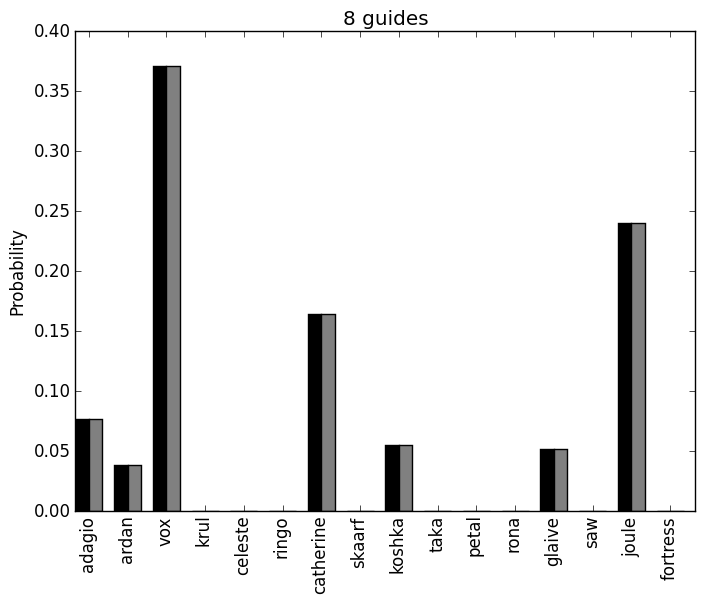 8 guides
0.40
0.35
0.30
0.25
0.20
0.15
0.10
0.05
0.00
Probability
adagio
ardan
vox
krul
celeste
ringo
catherine
skaarf
koshka
taka
petal
rona
glaive
saw
joule
fortress